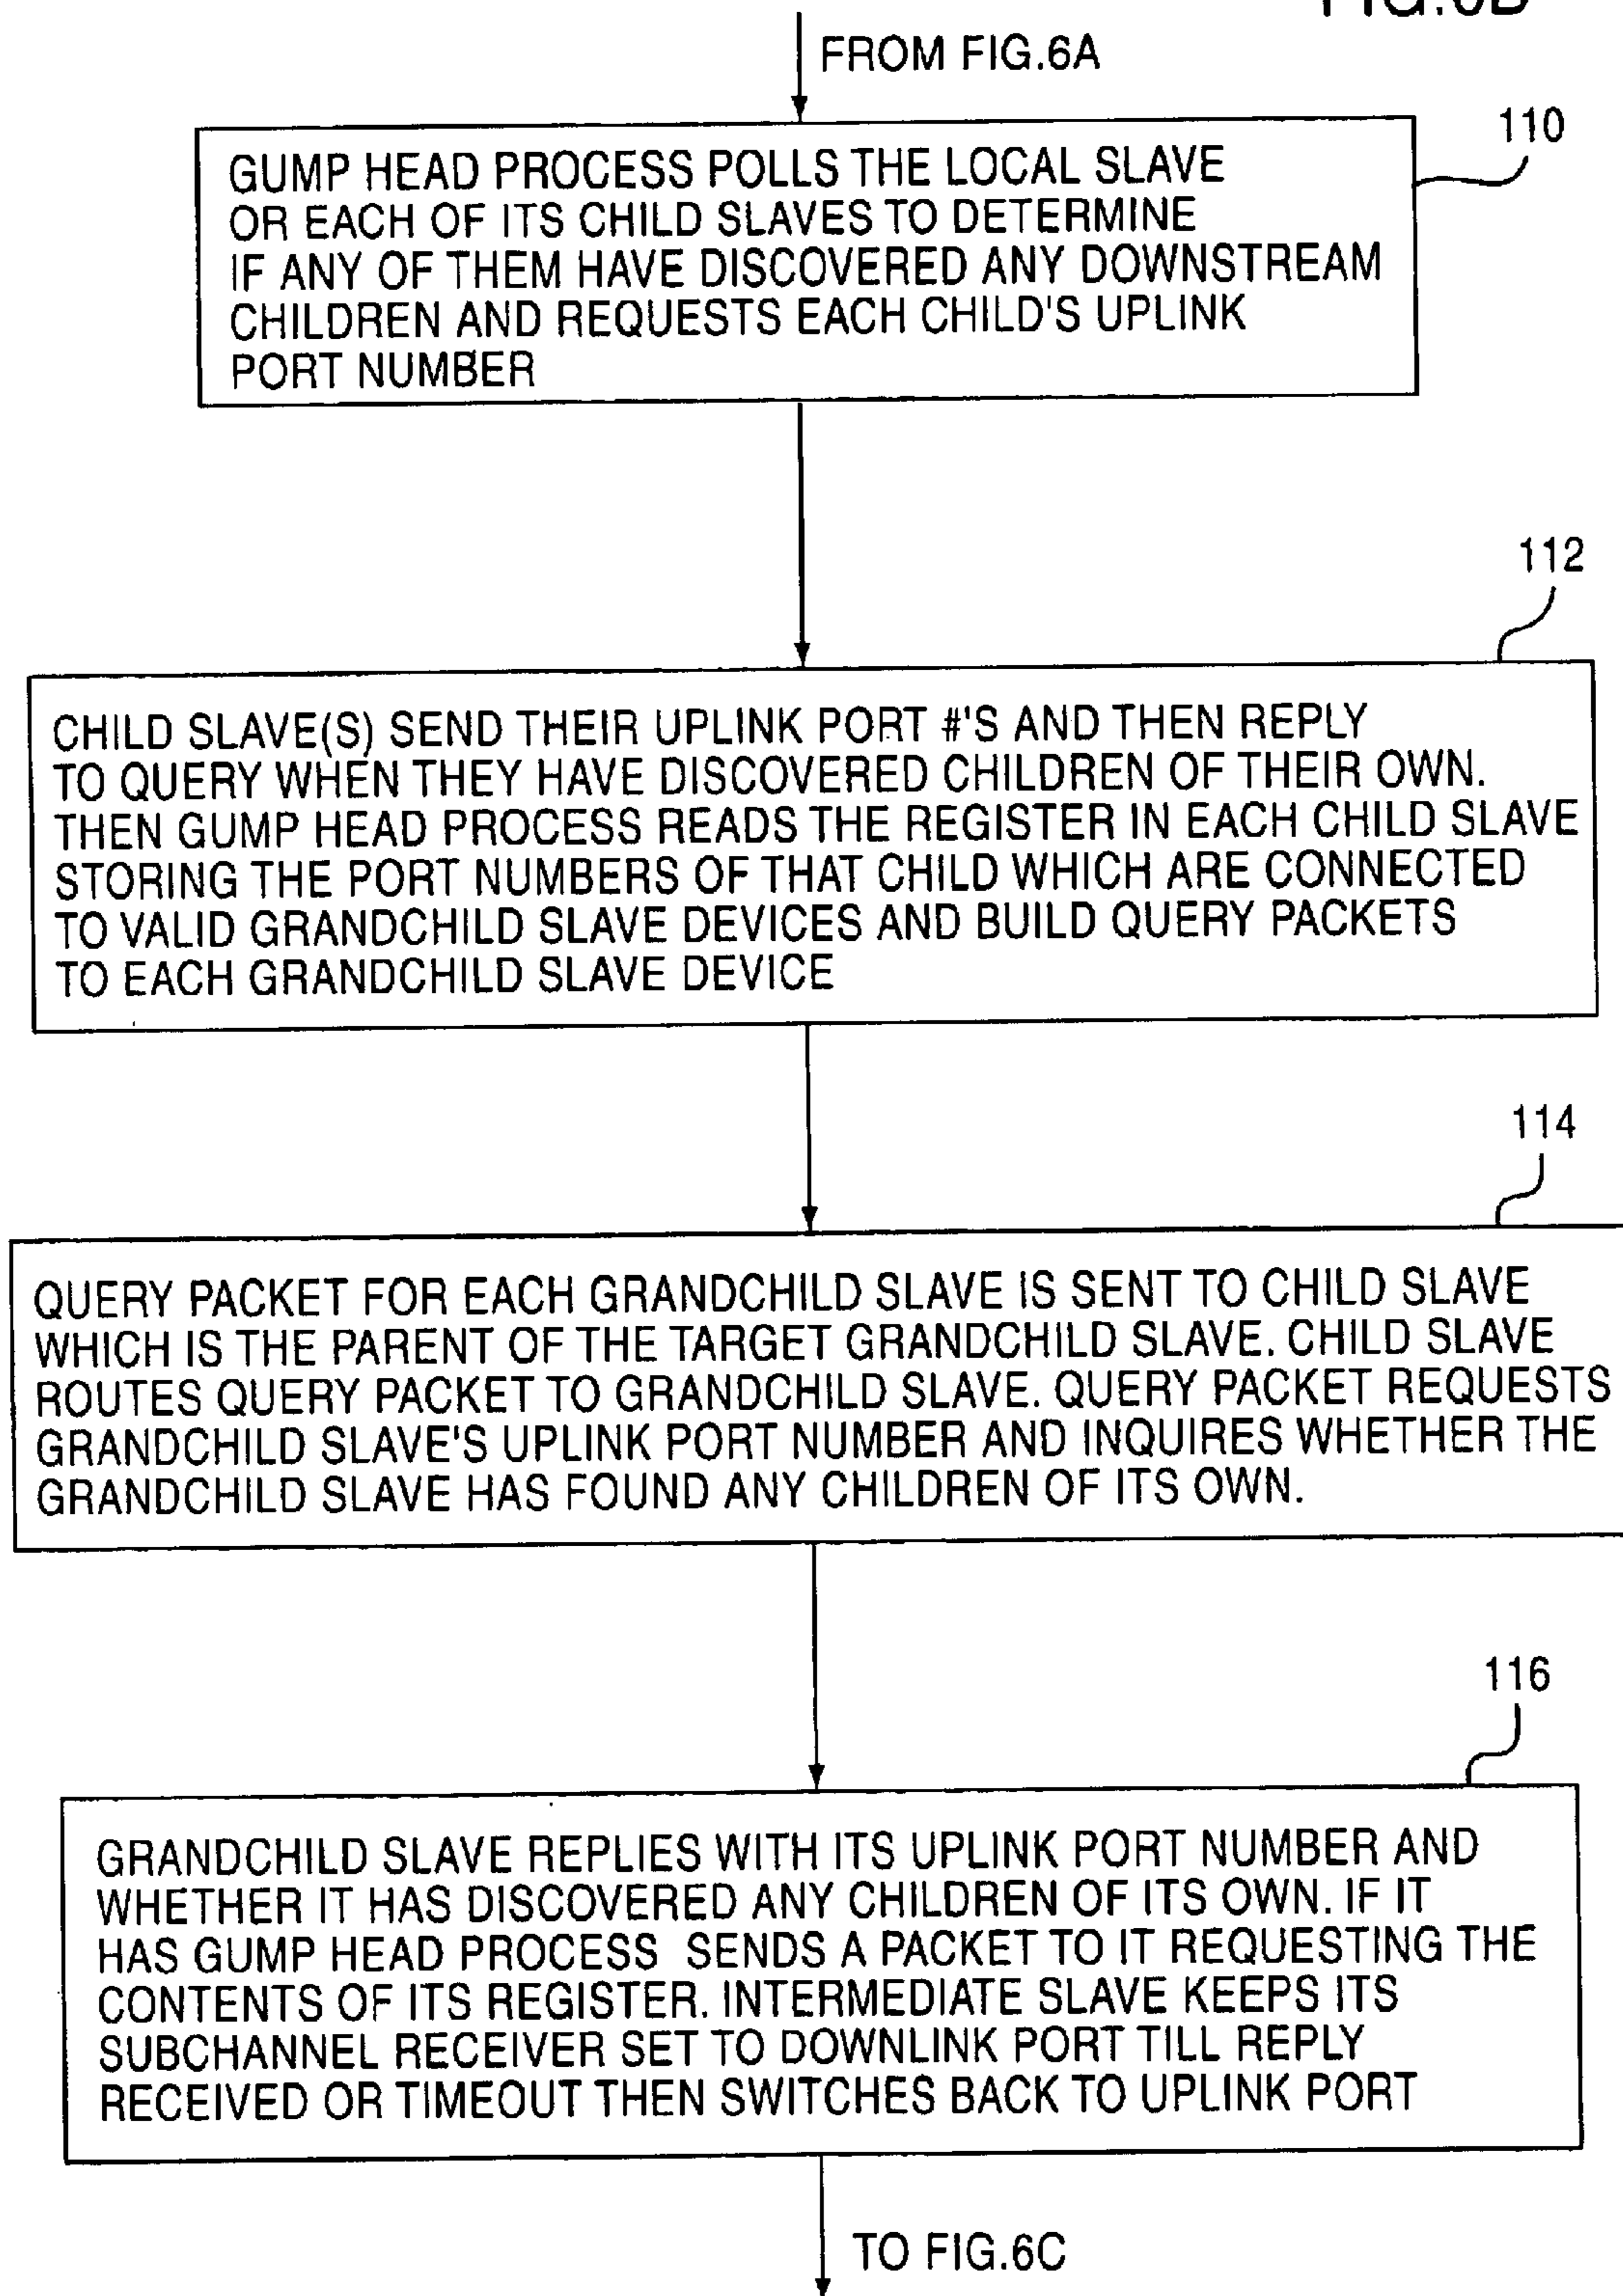 FROM FIG.6A
110
GUMP HEAD PROCESS POLLS THE LOCAL SLAVE
OR EACH OF ITS CHILD SLAVES TO DETERMINE
IF ANY OF THEM HAVE DISCOVERED ANY DOWNSTREAM
CHILDREN AND REQUESTS EACH CHILD'S UPLINK
PORT NUMBER
112
CHILD SLAVE(S) SEND THEIR UPLINK PORT #'S AND THEN REPLY
TO QUERY WHEN THEY HAVE DISCOVERED CHILDREN OF THEIR OWN.
THEN GUMP HEAD PROCESS READS THE REGISTER IN EACH CHILD SLAVE
STORING THE PORT NUMBERS OF THAT CHILD WHICH ARE CONNECTED
TO VALID GRANDCHILD SLAVE DEVICES AND BUILD QUERY PACKETS
TO EACH GRANDCHILD SLAVE DEVICE
114
QUERY PACKET FOR EACH GRANDCHILD SLAVE IS SENT TO CHILD SLAVE
WHICH IS THE PARENT OF THE TARGET GRANDCHILD SLAVE. CHILD SLAVE
ROUTES QUERY PACKET TO GRANDCHILD SLAVE. QUERY PACKET REQUESTS
GRANDCHILD SLAVE'S UPLINK PORT NUMBER AND INQUIRES WHETHER THE
GRANDCHILD SLAVE HAS FOUND ANY CHILDREN OF ITS OWN.
116
GRANDCHILD SLAVE REPLIES WITH ITS UPLINK PORT NUMBER AND
WHETHER IT HAS DISCOVERED ANY CHILDREN OF ITS OWN. IF IT
HAS GUMP HEAD PROCESS SENDS A PACKET TO IT REQUESTING THE
CONTENTS OF ITS REGISTER. INTERMEDIATE SLAVE KEEPS ITS
SUBCHANNEL RECEIVER SET TO DOWNLINK PORT TILL REPLY
RECEIVED OR TIMEOUT THEN SWITCHES BACK TO UPLINK PORT
TO FIG.6C